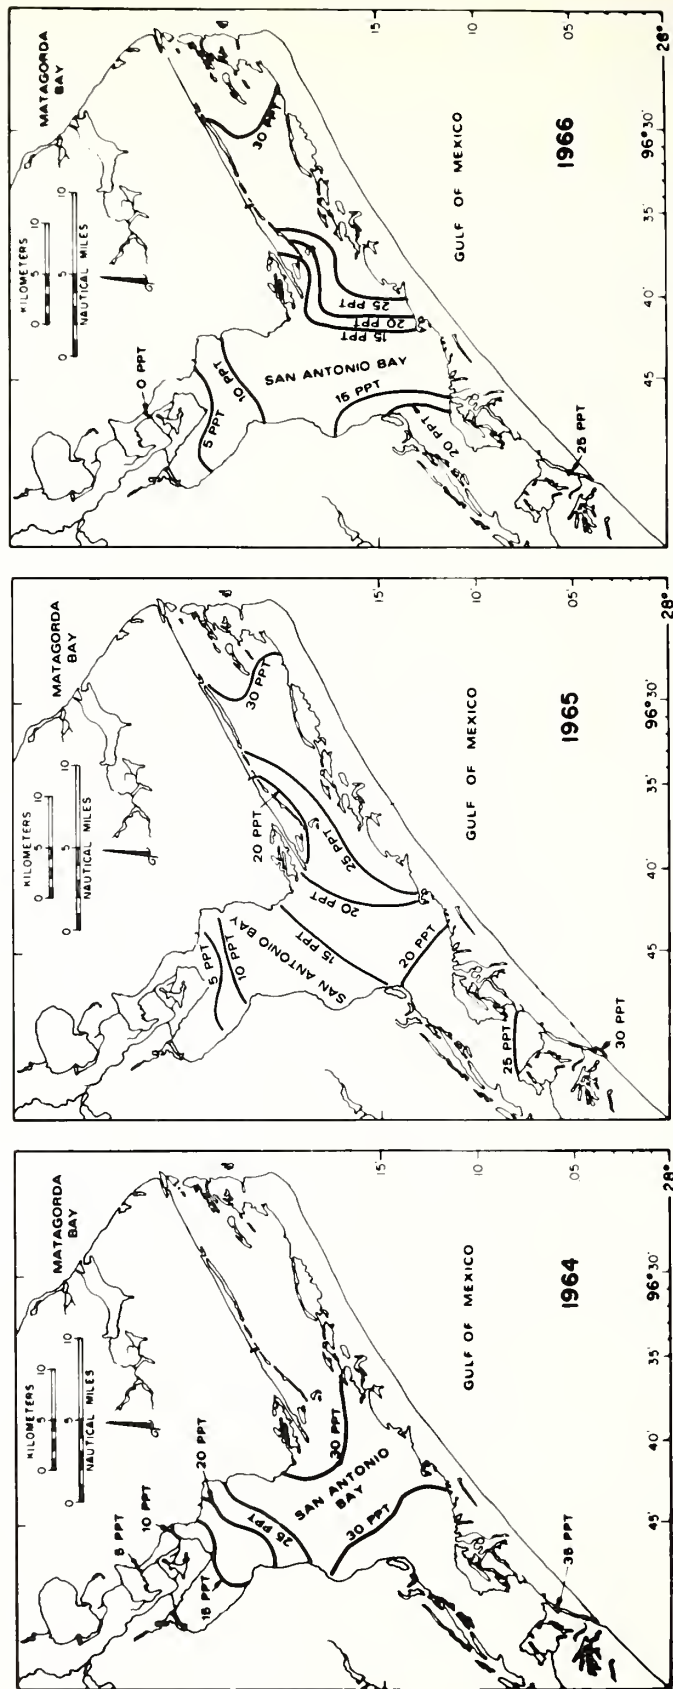 MATAGORDA
BAY
KILOMETERS
0 5 10
0 5 10
NAUTICAL MILES
0 PPT
5 PPT
10 PPT
SAN ANTONIO BAY
15 PPT
20 PPT
15 PPT
20 PPT
25 PPT
30 PPT
25 PPT
GULF OF MEXICO
1966
15'
10'
05'
28°
45'
40'
35'
96°30'
MATAGORDA
BAY
KILOMETERS
0 5 10
0 5 10
NAUTICAL MILES
5 PPT
10 PPT
SAN ANTONIO BAY
15 PPT
20 PPT
20 PPT
25 PPT
30 PPT
20 PPT
25 PPT
30 PPT
GULF OF MEXICO
1965
15'
10'
05'
28°
45'
40'
35'
96°30'
MATAGORDA
BAY
KILOMETERS
0 5 10
0 5 10
NAUTICAL MILES
10 PPT
20 PPT
25 PPT
SAN ANTONIO
BAY
30 PPT
30 PPT
GULF OF MEXICO
1964
15'
10'
05'
28°
45'
40'
35'
96°30'